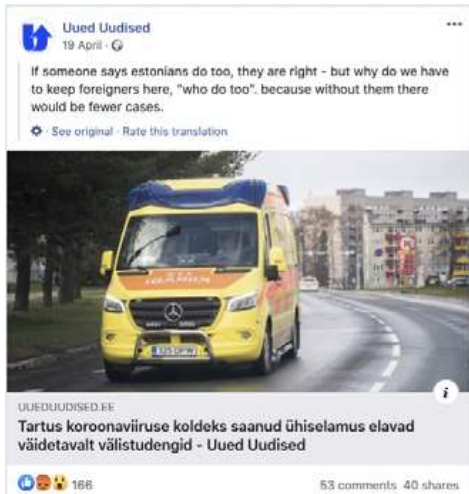 Uued Uudised
19 April
If someone says estonians do too, they are right - but why do we have
to keep foreigners here, "who do too". because without them there
would be fewer cases.
See original · Rate this translation
UUEDUUDISED.EE
Tartus koroonaviiruse koldeks saanud ühiselamus elavad
väidetavalt välistudengid - Uued Uudised
166
53 comments 40 shares